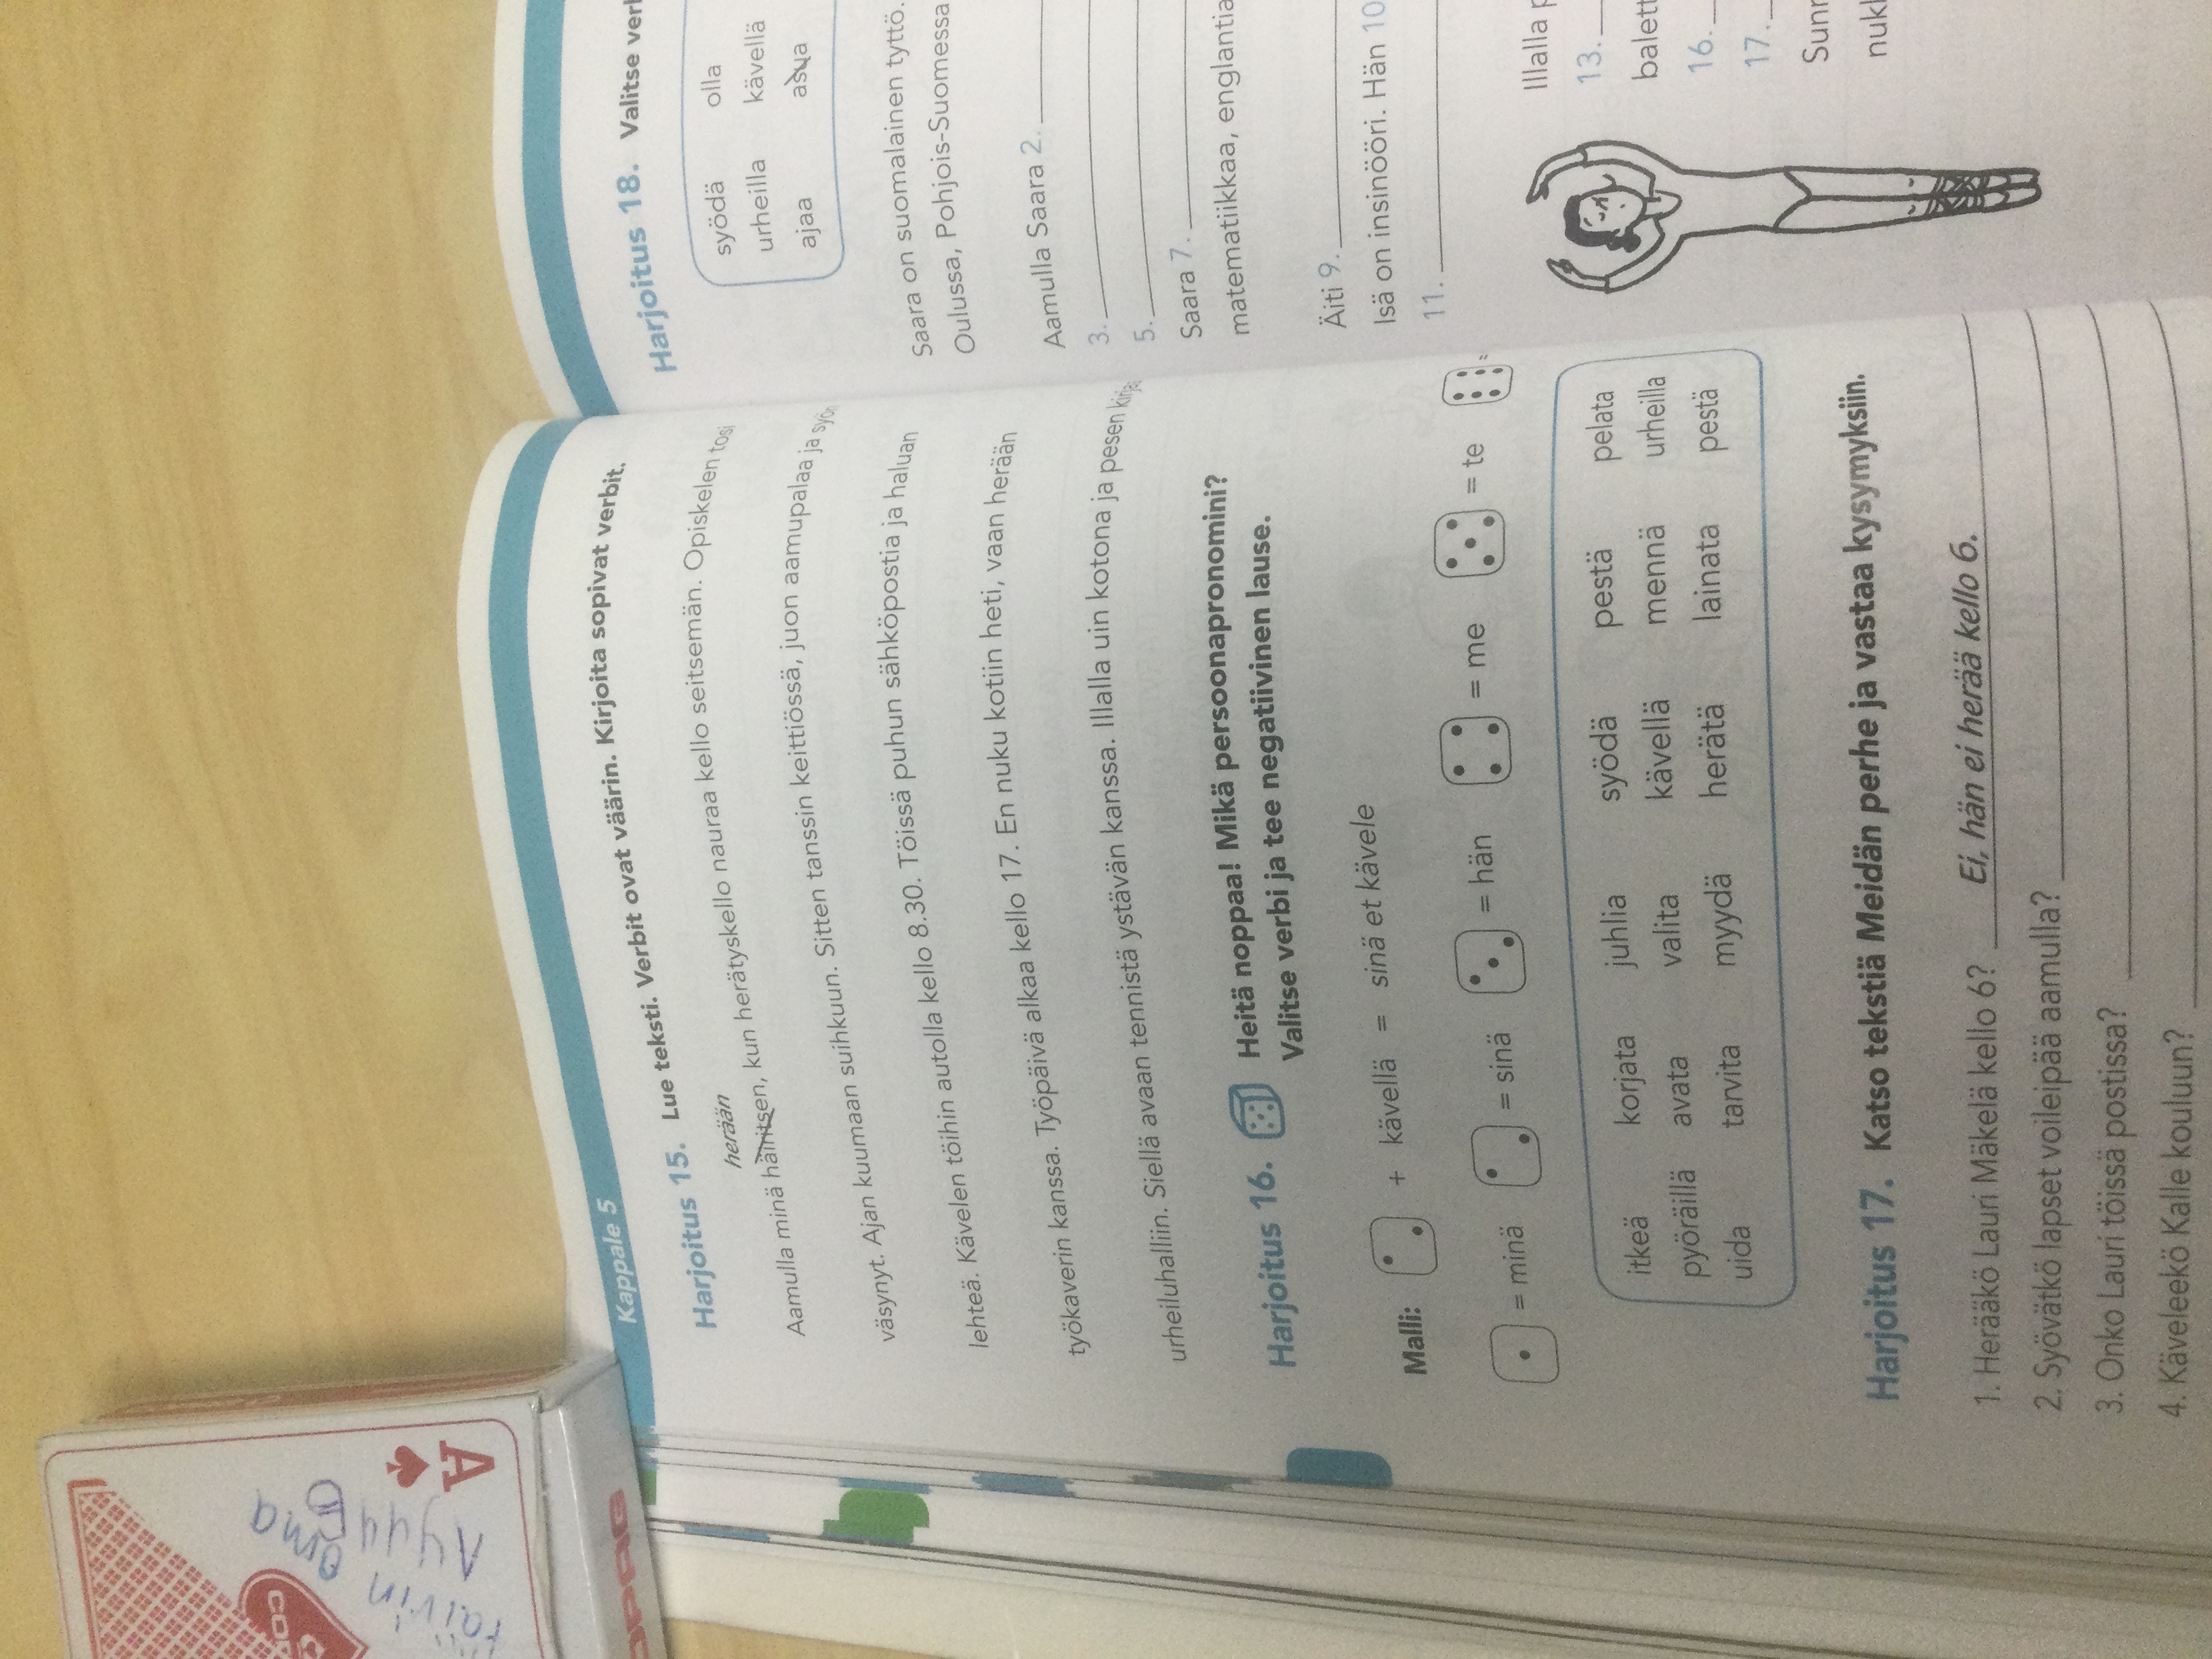 COPAG
oma
A
OPAG
Kappale 5
Harjoitus 15. Lue teksti. Verbit ovat väärin. Kirjoita sopivat verbit.
herään
Aamulla minä häiritsen, kun herätyskello nauraa kello seitsemän. Opiskelen tosi
väsynyt. Ajan kuumaan suihkuun. Sitten tanssin keittiössä, juon aamupalaa ja syön
lehteä. Kävelen töihin autolla kello 8.30. Töissä puhun sähköpostia ja haluan
työkaverin kanssa. Työpäivä alkaa kello 17. En nuku kotiin heti, vaan herään
urheiluhalliin. Siellä avaan tennistä ystävän kanssa. Illalla uin kotona ja pesen
Harjoitus 16. Heitä noppaa! Mikä persoonapronomini?
Valitse verbi ja tee negatiivinen lause.
Malli: + kävellä = sinä et kävele
= minä = sinä = hän = me = te =
itkeä korjata juhlia syödä pestä pelata
pyöräillä avata valita kävellä mennä urheilla
uida tarvita myydä herätä lainata pestä
Harjoitus 17. Katso tekstiä Meidän perhe ja vastaa kysymyksiin.
1. Herääkö Lauri Mäkelä kello 6? Ei, hän ei herää kello 6.
2. Syövätkö lapset voileipää aamulla?
3. Onko Lauri töissä postissa?
4. Käveleekö Kalle kouluun?
Harjoitus 18. Valitse
syödä olla
urheilla kävellä
ajaa asua
Saara on suomalainen tyttö.
Oulussa, Pohjois-Suomessa
Aamulla Saara 2.
3.
5.
Saara 7.
matematiikkaa, englantia
Äiti 9.
Isä on insinööri. Hän 10
11.
Illalla
13.
16.
17.